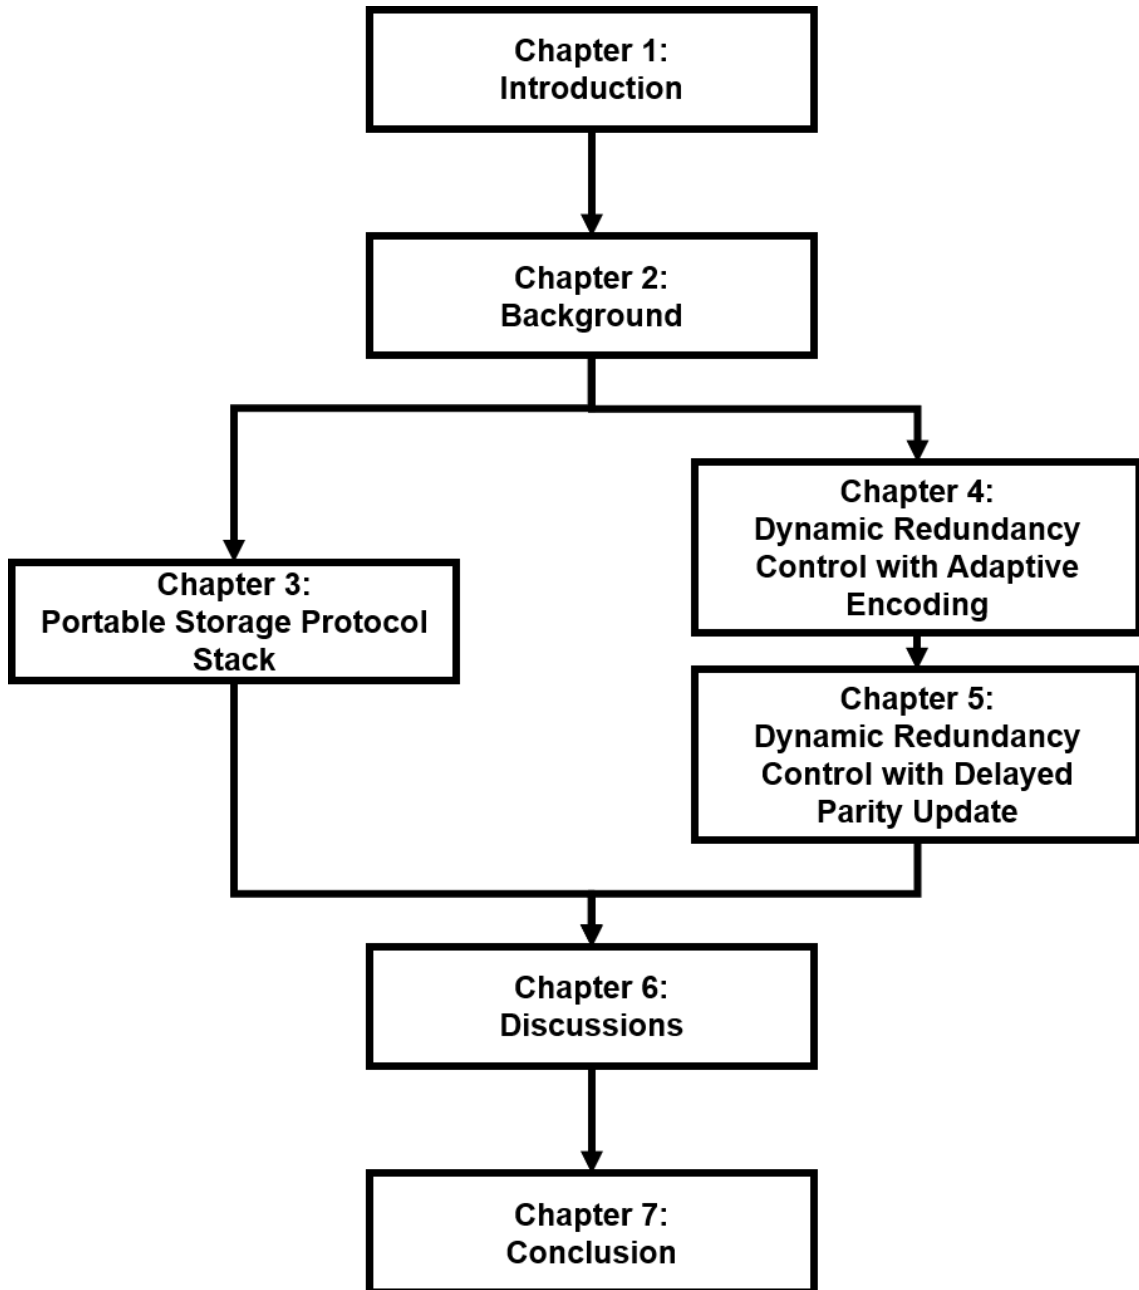 Chapter 1:
Introduction
Chapter 2:
Background
Chapter 3:
Portable Storage Protocol
Stack
Chapter 4:
Dynamic Redundancy
Control with Adaptive
Encoding
Chapter 5:
Dynamic Redundancy
Control with Delayed
Parity Update
Chapter 6:
Discussions
Chapter 7:
Conclusion